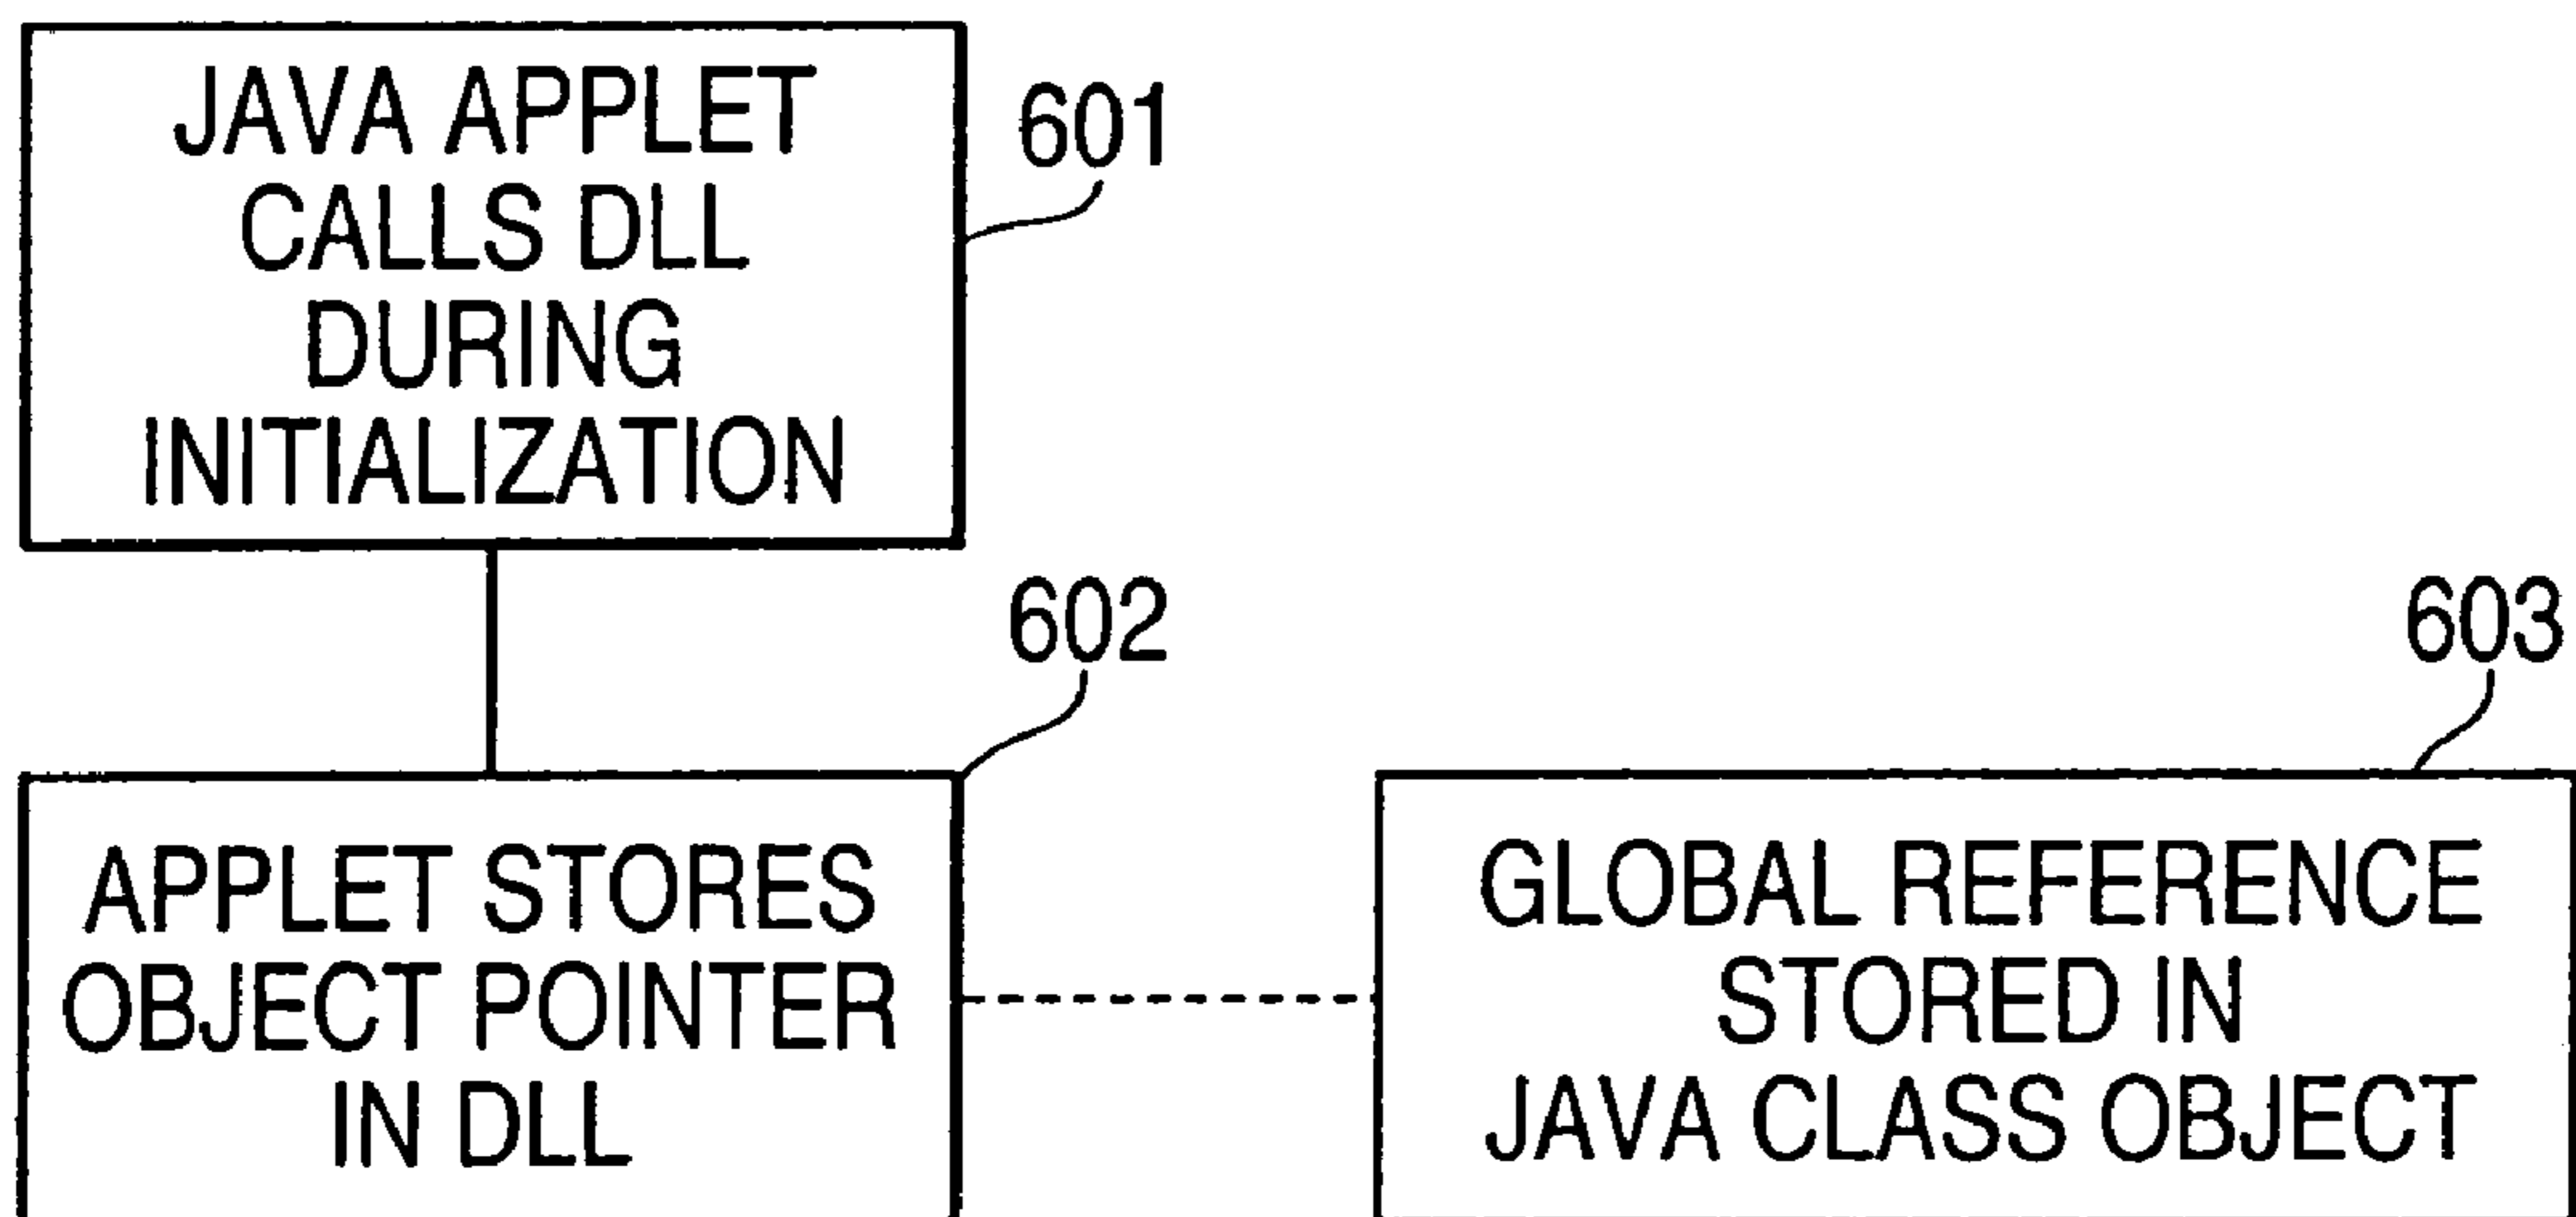 JAVA APPLET
CALLS DLL
DURING
INITIALIZATION
601
602
APPLET STORES
OBJECT POINTER
IN DLL
603
GLOBAL REFERENCE
STORED IN
JAVA CLASS OBJECT